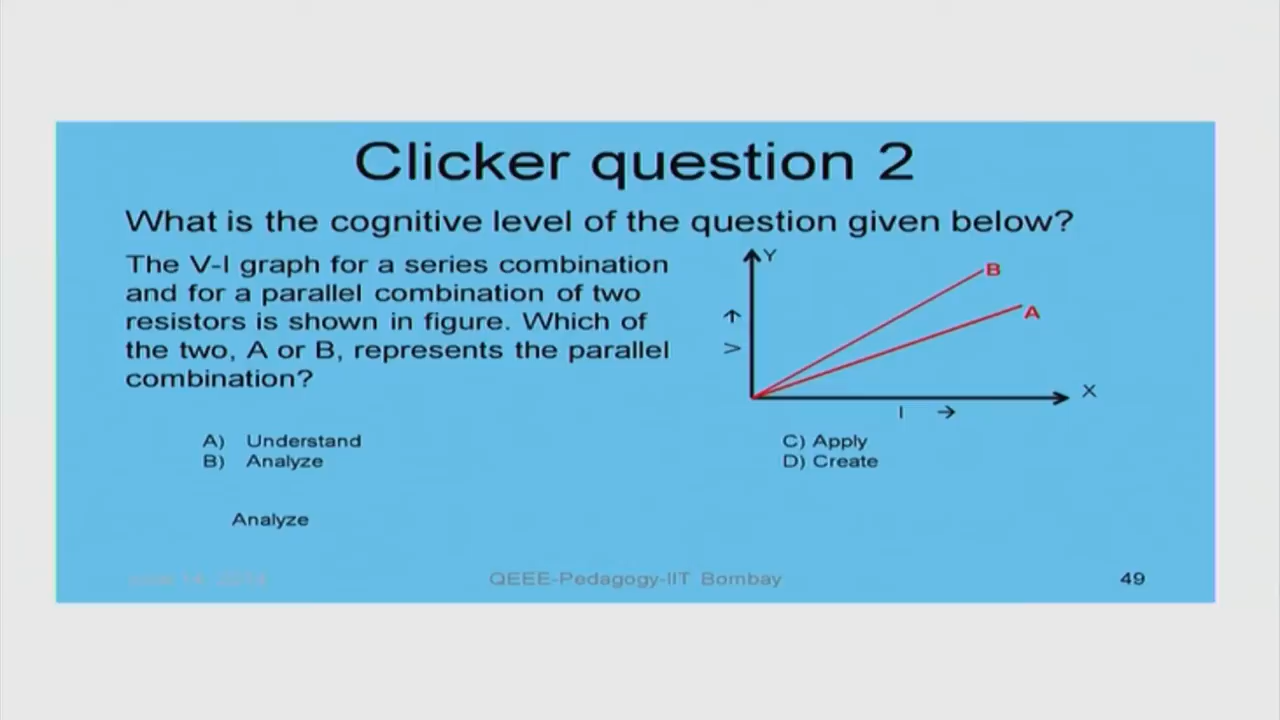 Clicker question 2
What is the cognitive level of the question given below?
The V-I graph for a series combination
and for a parallel combination of two
resistors is shown in figure. Which of
the two, A or B, represents the parallel
combination?
Y
B
A
V →
X
I →
A) Understand
B) Analyze
C) Apply
D) Create
Analyze
QEEE-Pedagogy-IIT Bombay
49